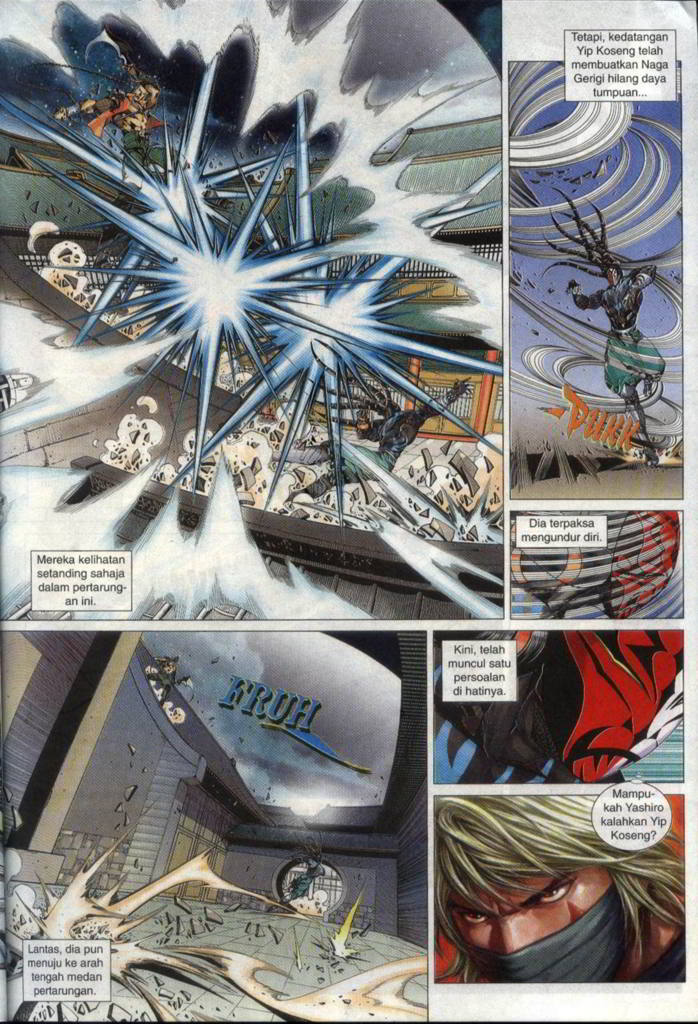 Mereka kelihatan
setanding sahaja
dalam pertarung-
an ini.
Tetapi, kedatangan
Yip Koseng telah
membuatkan Naga
Gerigi hilang daya
tumpuan...
DUKK
Dia terpaksa
mengundur diri.
FRUH
Lantas, dia pun
menuju ke arah
tengah medan
pertarungan.
Kini, telah
muncul satu
persoalan
di hatinya.
Mampu-
kah Yashiro
kalahkan Yip
Koseng?